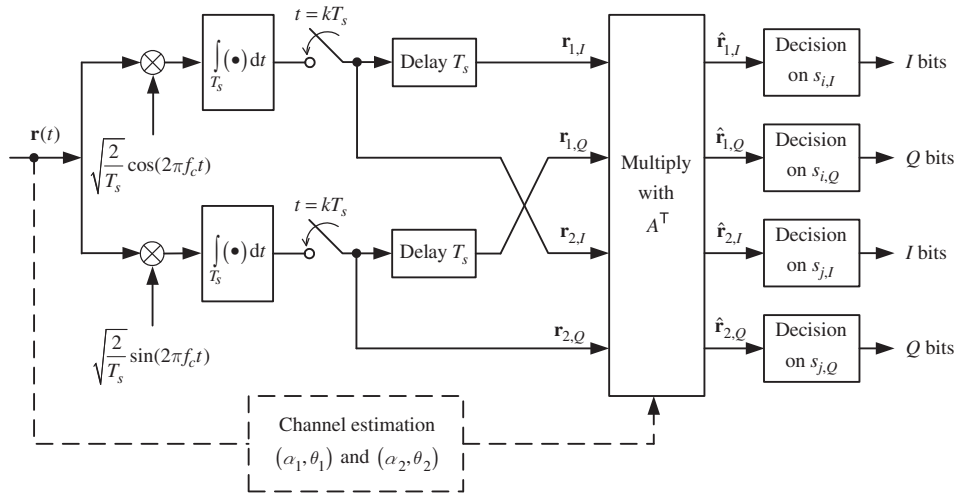 t = kT_s
r_{1,I}
r̂_{1,I}
∫_{T_s}(•) dt
Delay T_s
Decision
on s_{i,I}
I bits
r(t)
√(2/T_s) cos(2πf_c t)
r_{1,Q}
r̂_{1,Q}
Decision
on s_{i,Q}
Q bits
Multiply
with
A^T
t = kT_s
∫_{T_s}(•) dt
Delay T_s
r_{2,I}
r̂_{2,I}
Decision
on s_{j,I}
I bits
√(2/T_s) sin(2πf_c t)
r_{2,Q}
r̂_{2,Q}
Decision
on s_{j,Q}
Q bits
Channel estimation
(α_1, θ_1) and (α_2, θ_2)